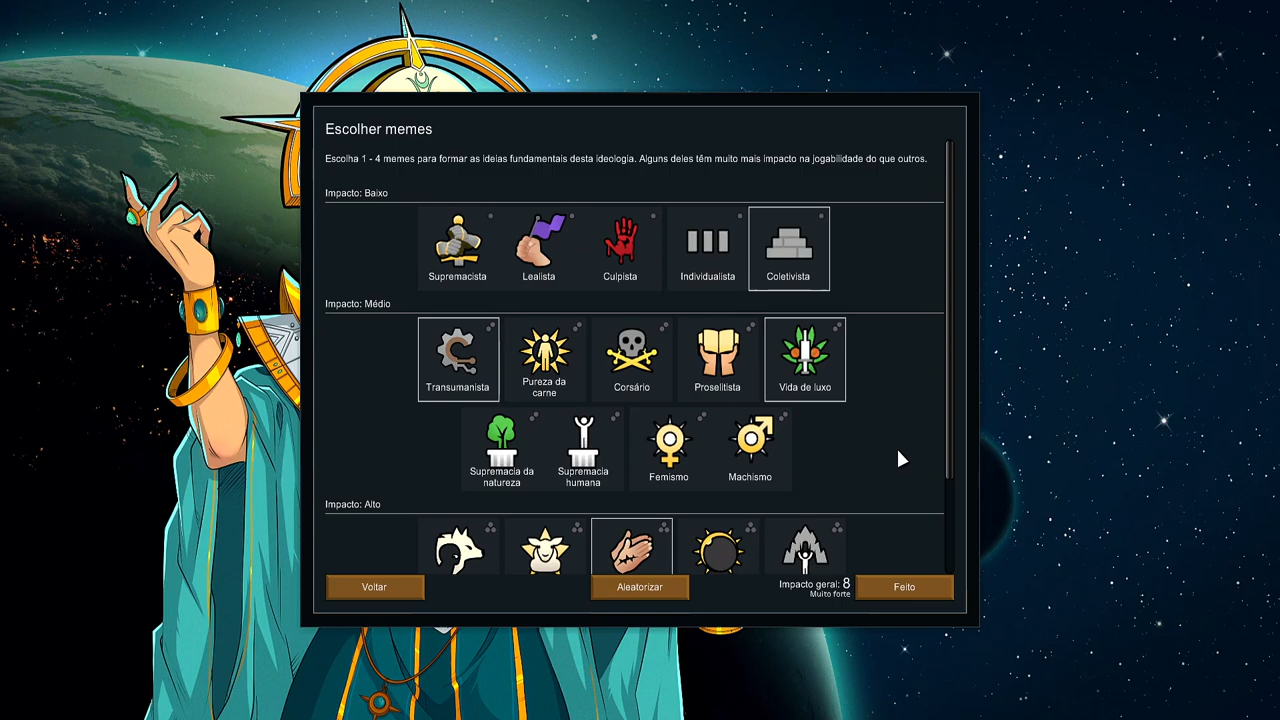 Escolher memes
Escolha 1 - 4 memes para formar as ideias fundamentais desta ideologia. Alguns deles têm muito mais impacto na jogabilidade do que outros.
Impacto: Baixo
Supremacista
Lealista
Culpista
Individualista
Coletivista
Impacto: Médio
Transumanista
Pureza da
carne
Corsário
Proselitista
Vida de luxo
Supremacia da
natureza
Supremacia
humana
Femismo
Machismo
Impacto: Alto
Voltar
Aleatorizar
Impacto geral: 8
Muito forte
Feito